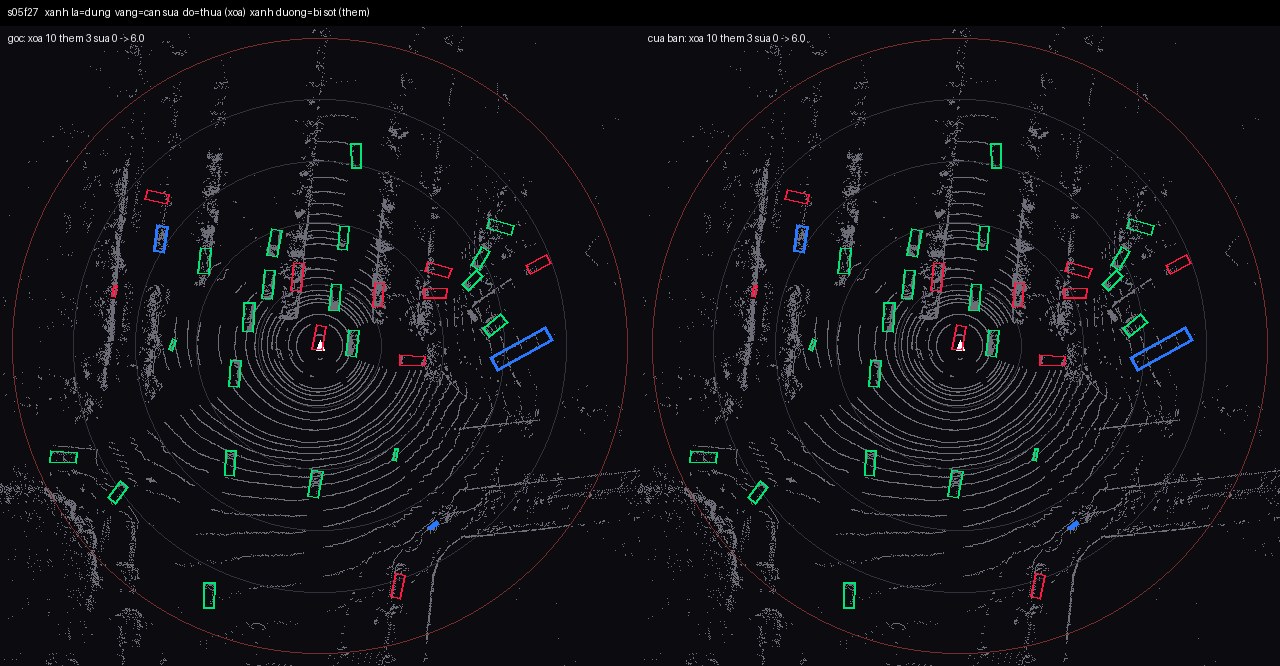 s05f27 xanh la=dung vang=can sua do=thua (xoa) xanh duong=bi sot (them)
goc: xoa 10 them 3 sua 0 -> 6.0
cua ban: xoa 10 them 3 sua 0 -> 6.0